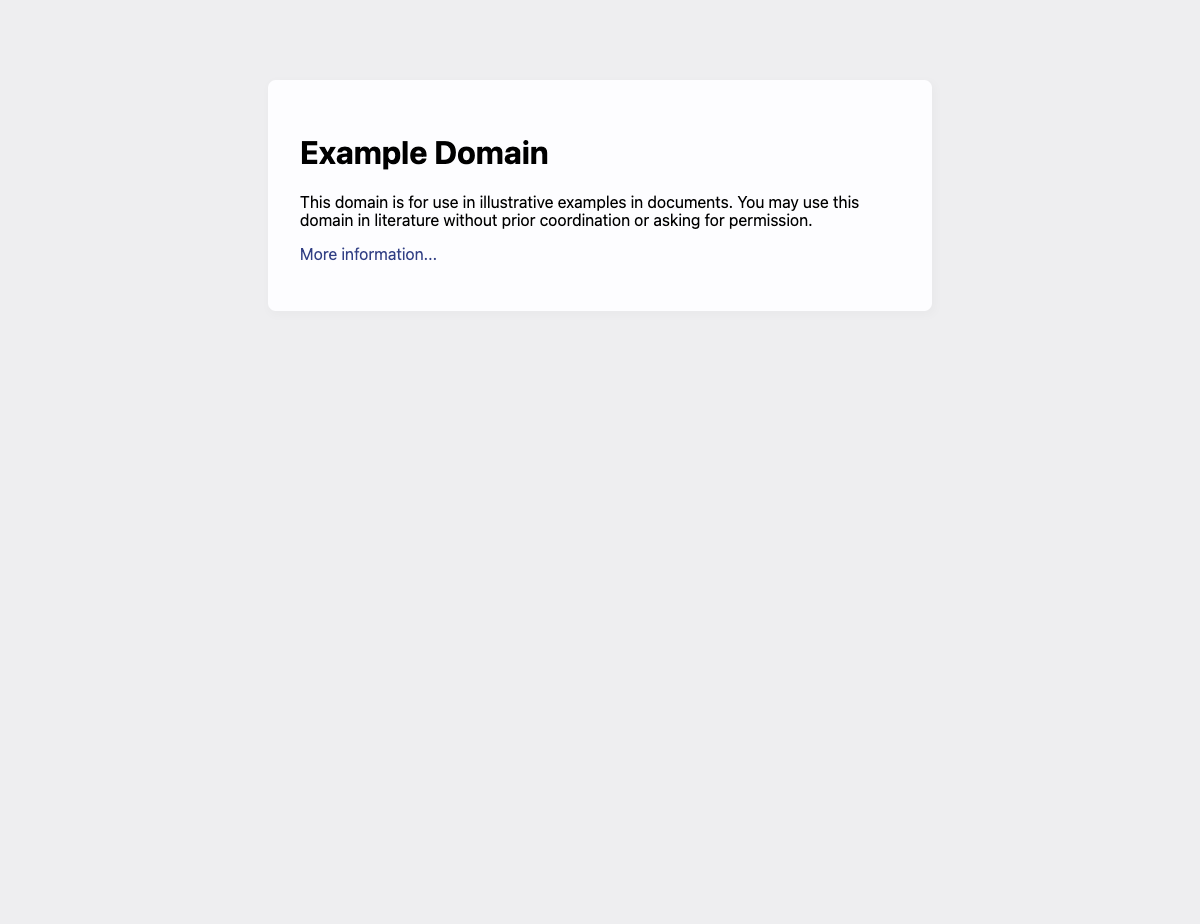 Example Domain
This domain is for use in illustrative examples in documents. You may use this
domain in literature without prior coordination or asking for permission.
More information...